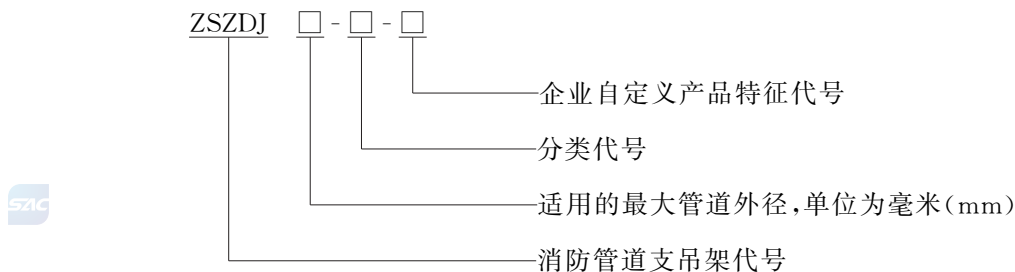 ZSZDJ □-□-□
企业自定义产品特征代号
分类代号
适用的最大管道外径,单位为毫米(mm)
消防管道支吊架代号
SAC